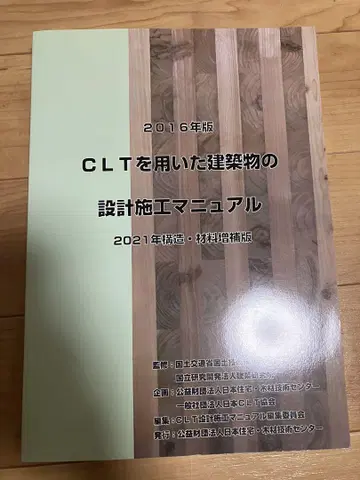 2016年版
CLTを用いた建築物の
設計施工マニュアル
2021年構造・材料増補版
監修：国土交通省国土技
国立研究開発法人建築研究
企画：公益財団法人日本住宅・木材技術センター
一般社団法人日本CLT協会
編集：CLT設計施工マニュアル編集委員会
発行：公益財団法人日本住宅・木材技術センター